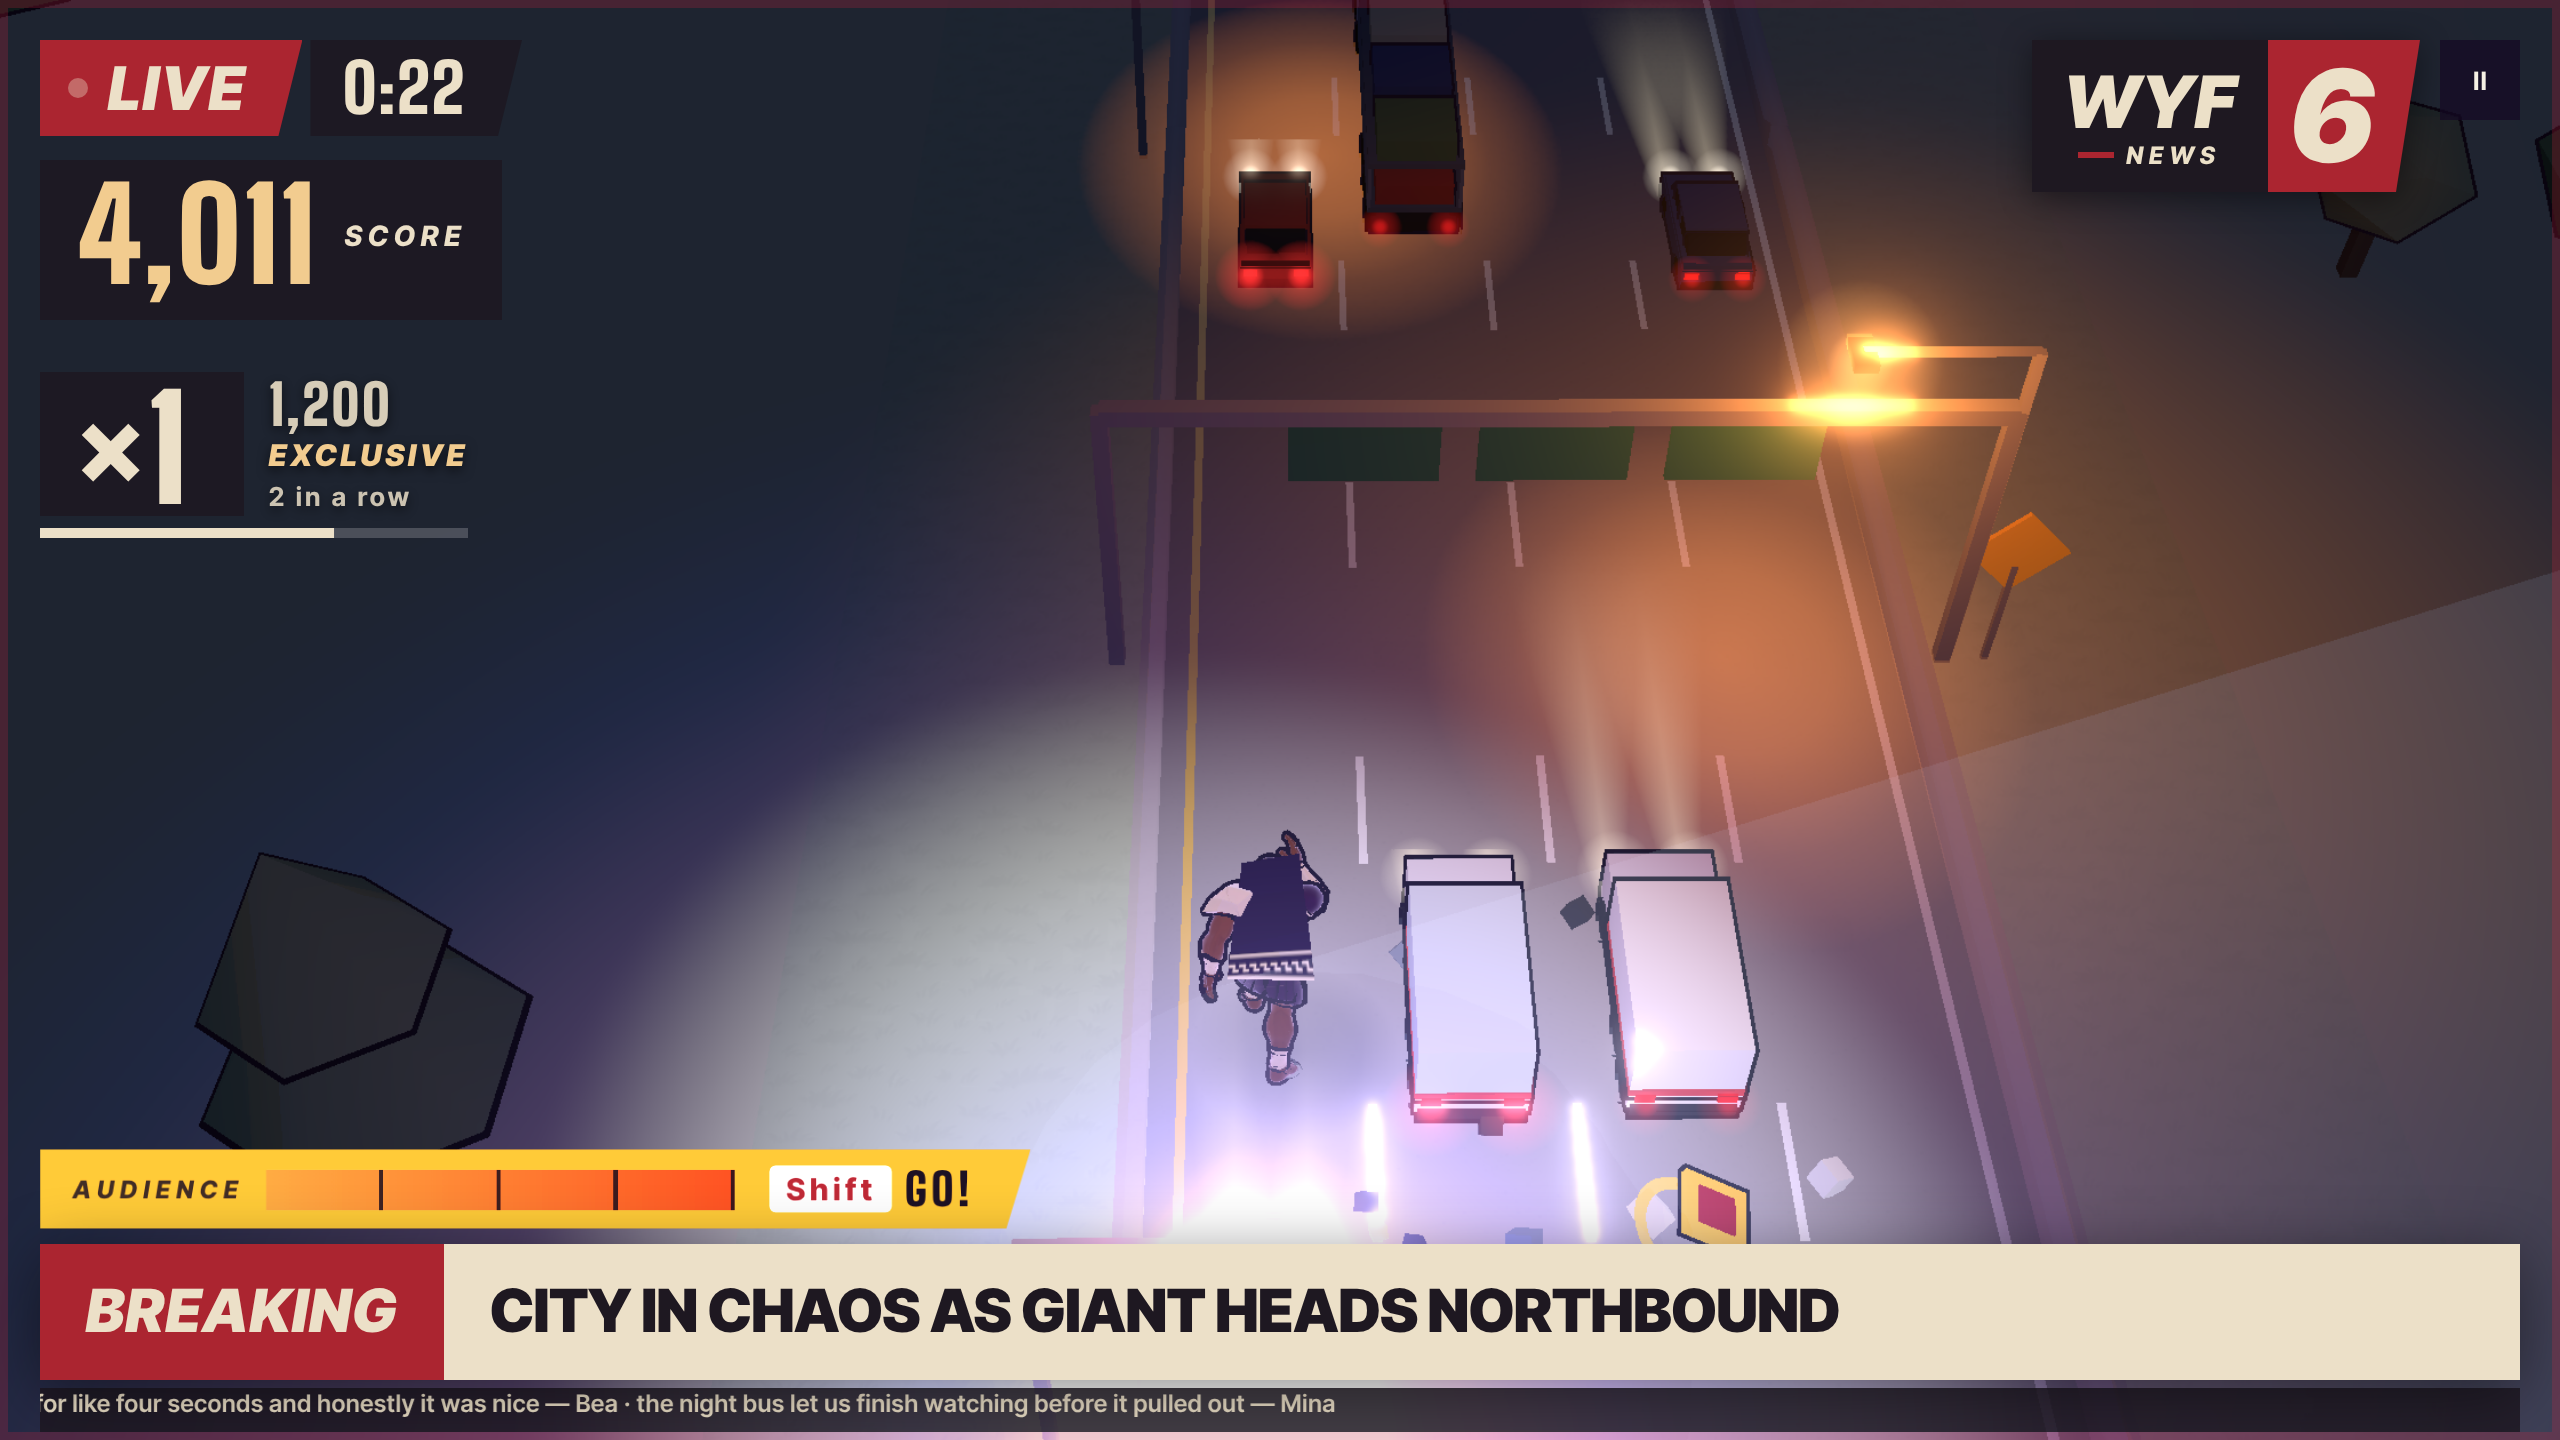 LIVE
0:22
4,011 SCORE
×1
1,200
EXCLUSIVE
2 in a row
WYF
NEWS
6
AUDIENCE
Shift GO!
BREAKING
CITY IN CHAOS AS GIANT HEADS NORTHBOUND
for like four seconds and honestly it was nice — Bea · the night bus let us finish watching before it pulled out — Mina